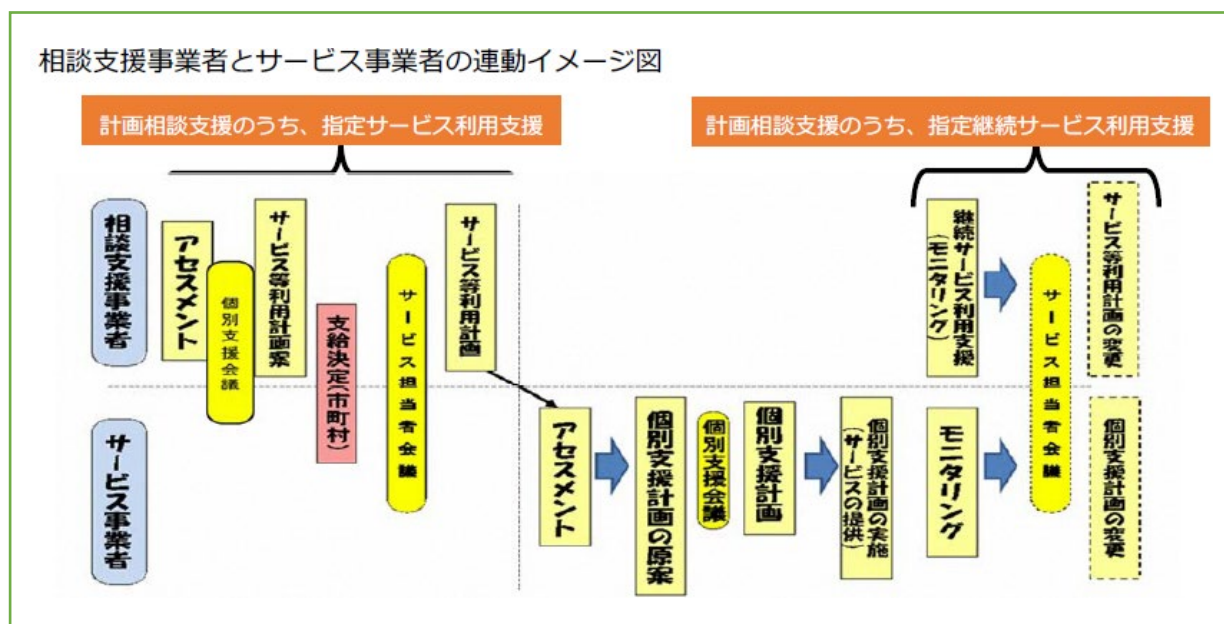 相談支援事業者とサービス事業者の連動イメージ図
計画相談支援のうち、指定サービス利用支援
計画相談支援のうち、指定継続サービス利用支援
相談支援事業者
アセスメント
個別支援会議
サービス等利用計画案
支給決定(市町村)
サービス担当者会議
サービス等利用計画
継続サービス利用支援
(モニタリング)
サービス担当者会議
サービス等利用計画の変更
サービス事業者
アセスメント
個別支援計画の原案
個別支援会議
個別支援計画
個別支援計画の実施
(サービスの提供)
モニタリング
個別支援計画の変更